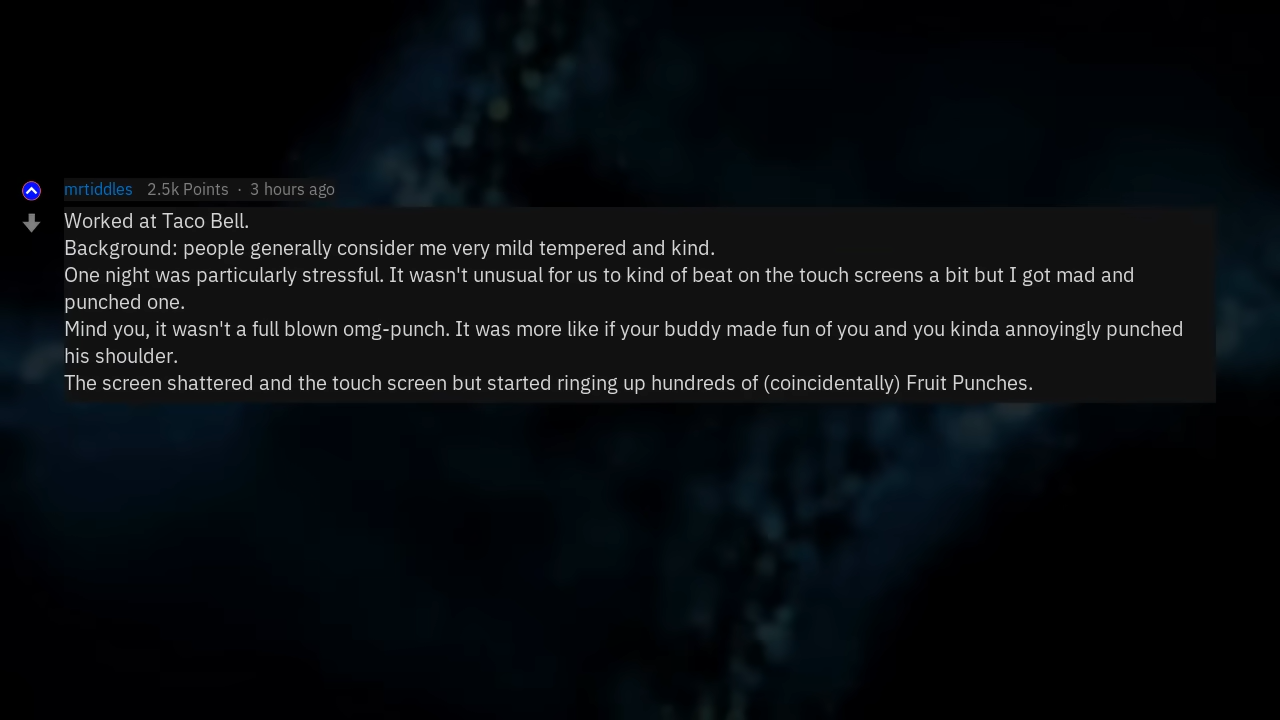 mrtiddles 2.5k Points · 3 hours ago
Worked at Taco Bell.
Background: people generally consider me very mild tempered and kind.
One night was particularly stressful. It wasn't unusual for us to kind of beat on the touch screens a bit but I got mad and
punched one.
Mind you, it wasn't a full blown omg-punch. It was more like if your buddy made fun of you and you kinda annoyingly punched
his shoulder.
The screen shattered and the touch screen but started ringing up hundreds of (coincidentally) Fruit Punches.